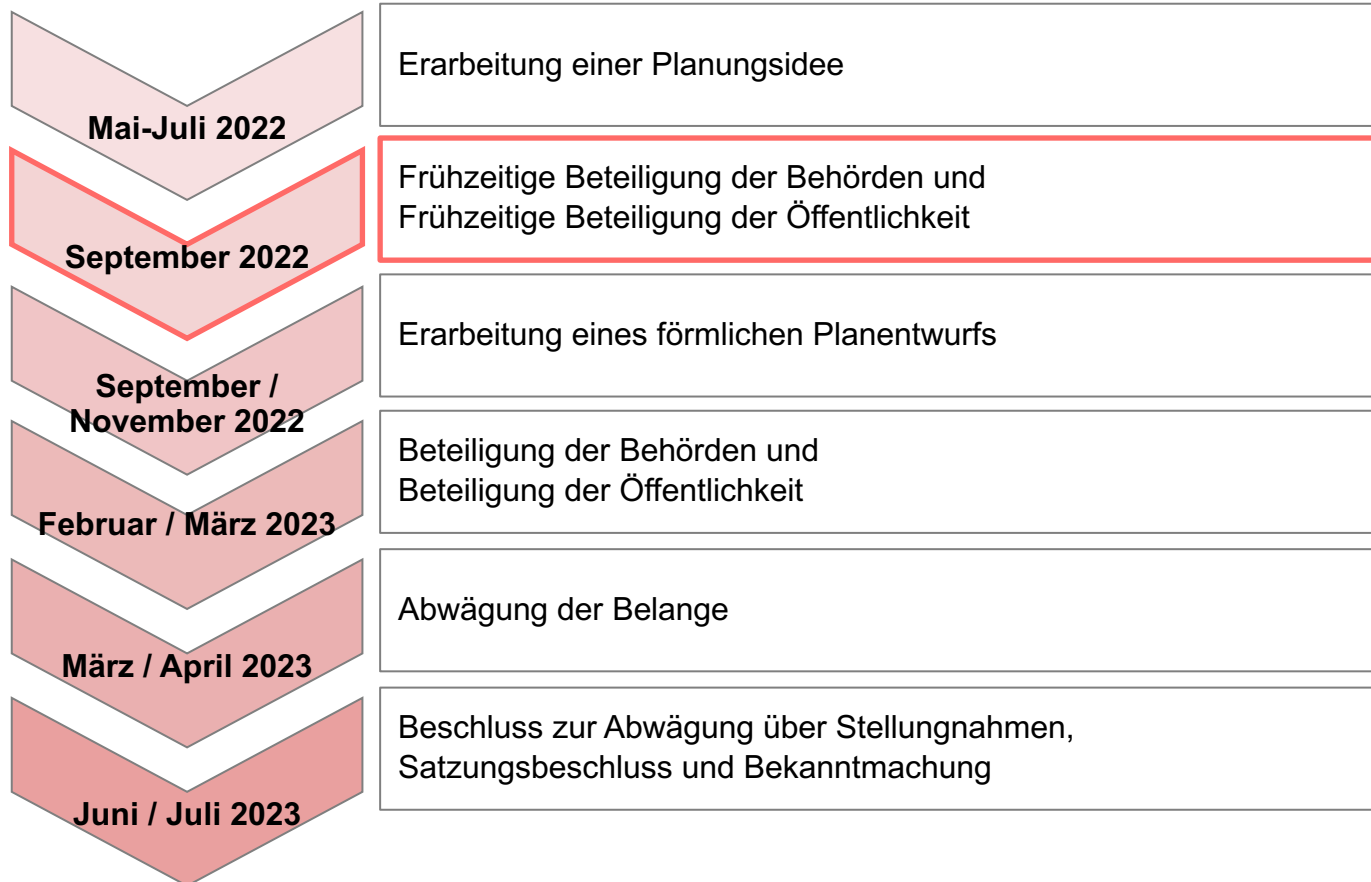 Mai-Juli 2022
Erarbeitung einer Planungsidee
September 2022
Frühzeitige Beteiligung der Behörden und
Frühzeitige Beteiligung der Öffentlichkeit
September /
November 2022
Erarbeitung eines förmlichen Planentwurfs
Februar / März 2023
Beteiligung der Behörden und
Beteiligung der Öffentlichkeit
März / April 2023
Abwägung der Belange
Juni / Juli 2023
Beschluss zur Abwägung über Stellungnahmen,
Satzungsbeschluss und Bekanntmachung